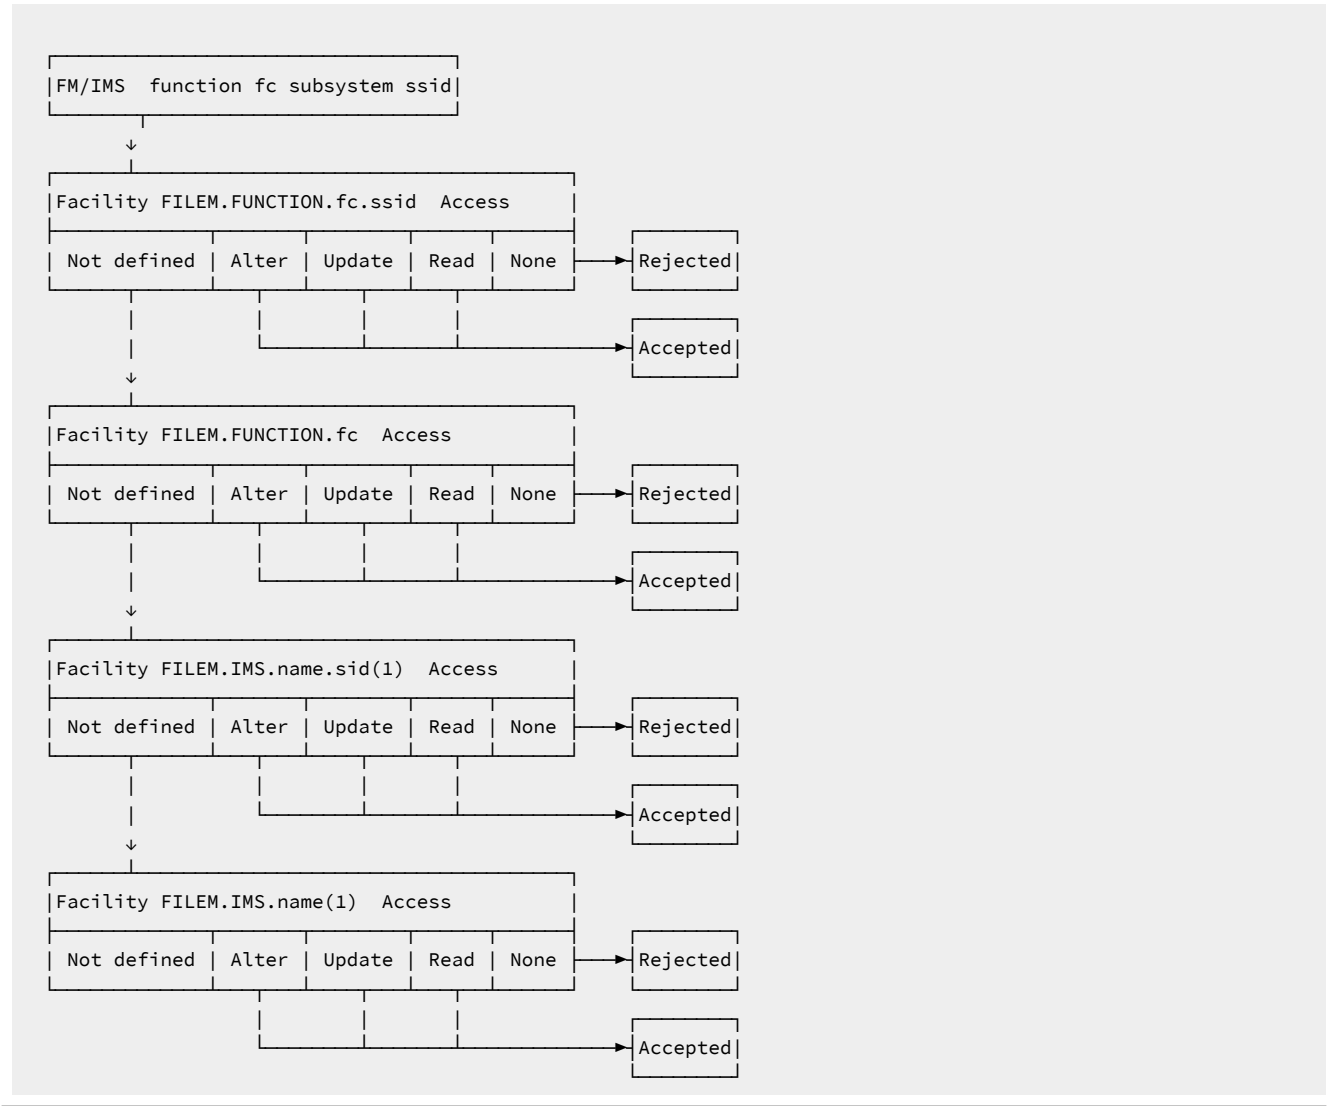 FM/IMS function fc subsystem ssid
Facility FILEM.FUNCTION.fc.ssid Access
Not defined Alter Update Read None Rejected
Accepted
Facility FILEM.FUNCTION.fc Access
Not defined Alter Update Read None Rejected
Accepted
Facility FILEM.IMS.name.sid(1) Access
Not defined Alter Update Read None Rejected
Accepted
Facility FILEM.IMS.name(1) Access
Not defined Alter Update Read None Rejected
Accepted